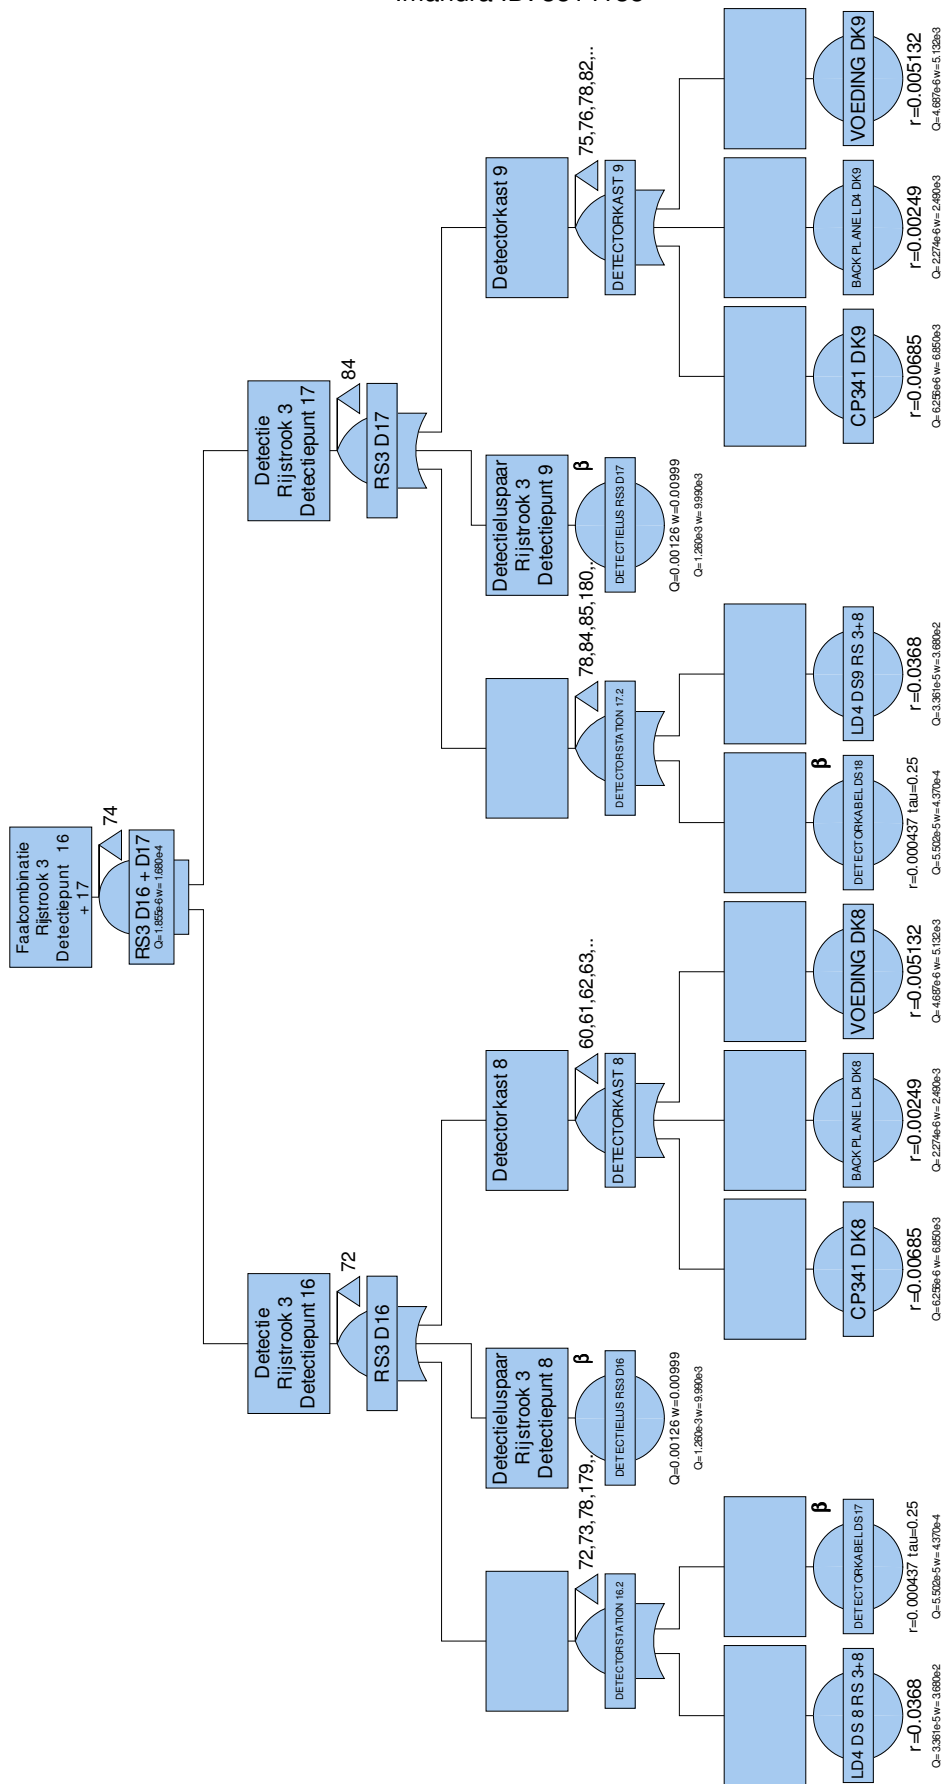 Faalcombinatie
Rijstrook 3
Detectiepunt 16
+ 17
74
RS3 D16 + D17
Q=1.855e-6 w=1.680e-4
Detectie
Rijstrook 3
Detectiepunt 16
72
RS3 D16
Detectie
Rijstrook 3
Detectiepunt 17
84
RS3 D17
72,73,78,179,..
DETECTORSTATION 16.2
Detectieluspaar
Rijstrook 3
Detectiepunt 8
β
DETECTIELUS RS3 D16
Q=0.00126 w=0.00999
Q=1.260e-3 w=9.990e-3
Detectorkast 8
60,61,62,63,..
DETECTORKAST 8
78,84,85,180,..
DETECTORSTATION 17.2
Detectieluspaar
Rijstrook 3
Detectiepunt 9
β
DETECTIELUS RS3 D17
Q=0.00126 w=0.00999
Q=1.260e-3 w=9.990e-3
Detectorkast 9
75,76,78,82,..
DETECTORKAST 9
LD4 DS 8 RS 3+8
r=0.0368
Q=3.361e-5 w=3.680e-2
β
DETECTORKABEL DS17
r=0.000437 tau=0.25
Q=5.502e-5 w=4.370e-4
CP341 DK8
r=0.00685
Q=6.256e-6 w=6.850e-3
BACK PLANE LD4 DK8
r=0.00249
Q=2.274e-6 w=2.490e-3
VOEDING DK8
r=0.005132
Q=4.687e-6 w=5.132e-3
β
DETECTORKABEL DS18
r=0.000437 tau=0.25
Q=5.502e-5 w=4.370e-4
LD4 DS9 RS 3+8
r=0.0368
Q=3.361e-5 w=3.680e-2
CP341 DK9
r=0.00685
Q=6.256e-6 w=6.850e-3
BACK PLANE LD4 DK9
r=0.00249
Q=2.274e-6 w=2.490e-3
VOEDING DK9
r=0.005132
Q=4.687e-6 w=5.132e-3